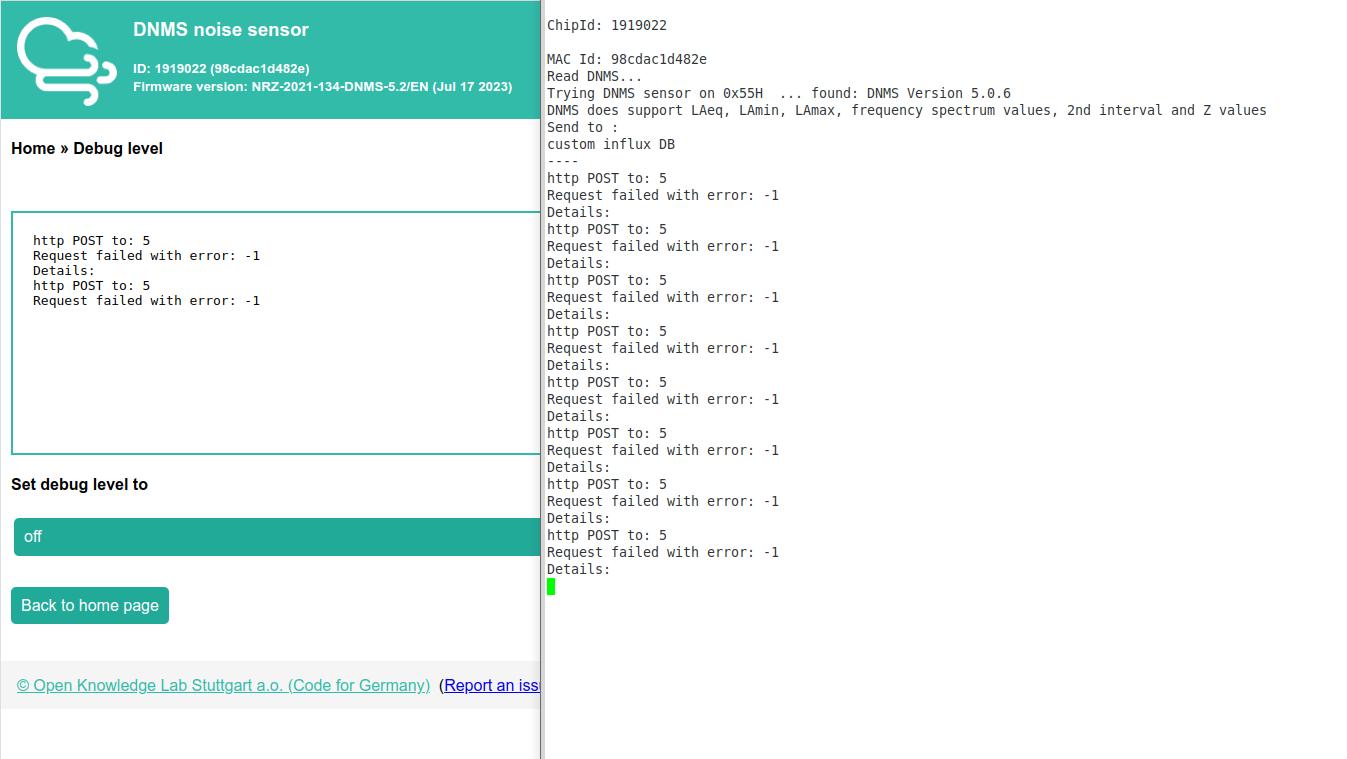 DNMS noise sensor
ID: 1919022 (98cdac1d482e)
Firmware version: NRZ-2021-134-DNMS-5.2/EN (Jul 17 2023)
Home » Debug level
http POST to: 5
Request failed with error: -1
Details:
http POST to: 5
Request failed with error: -1
Set debug level to
off
Back to home page
© Open Knowledge Lab Stuttgart a.o. (Code for Germany) (Report an
ChipId: 1919022
MAC Id: 98cdac1d482e
Read DNMS...
Trying DNMS sensor on 0x55H  ... found: DNMS Version 5.0.6
DNMS does support LAeq, LAmin, LAmax, frequency spectrum values, 2nd interval and Z values
Send to :
custom influx DB
----
http POST to: 5
Request failed with error: -1
Details:
http POST to: 5
Request failed with error: -1
Details:
http POST to: 5
Request failed with error: -1
Details:
http POST to: 5
Request failed with error: -1
Details:
http POST to: 5
Request failed with error: -1
Details:
http POST to: 5
Request failed with error: -1
Details:
http POST to: 5
Request failed with error: -1
Details:
http POST to: 5
Request failed with error: -1
Details: